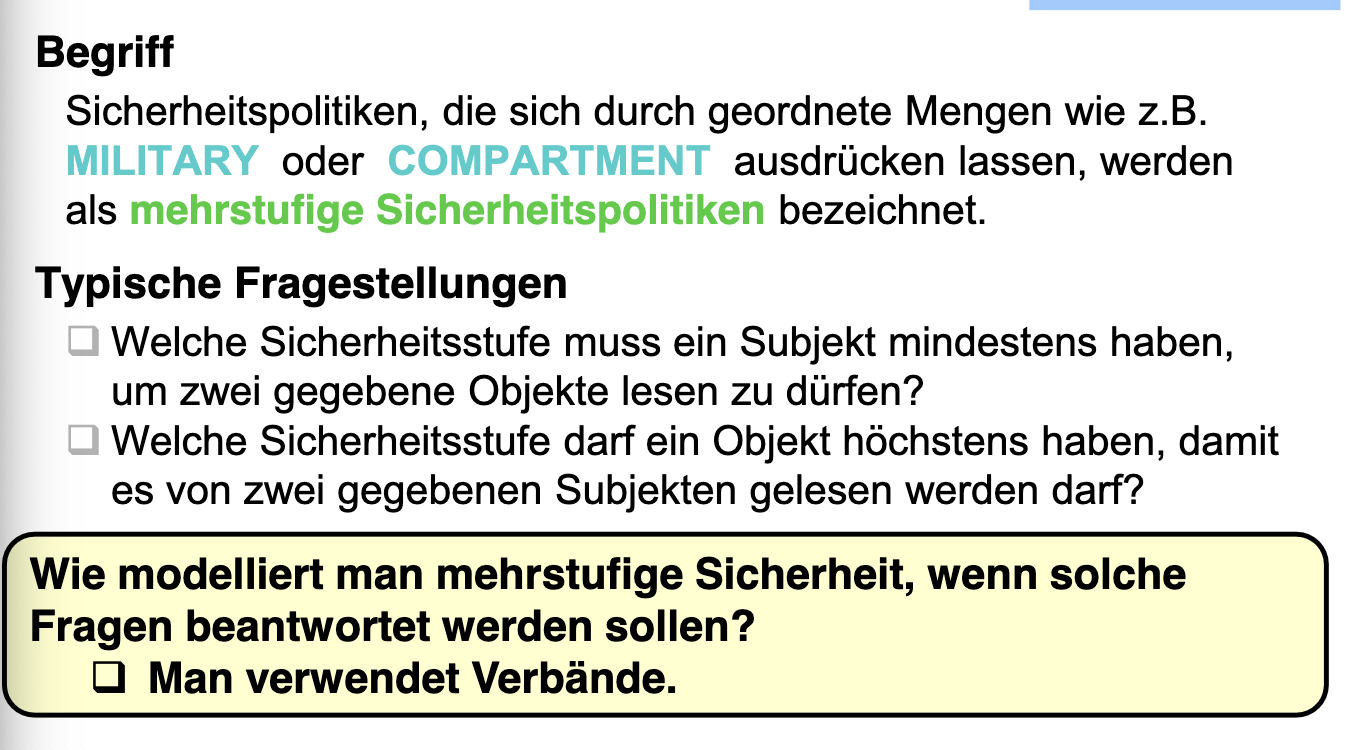 Begriff
Sicherheitspolitiken, die sich durch geordnete Mengen wie z.B.
MILITARY oder COMPARTMENT ausdrücken lassen, werden
als mehrstufige Sicherheitspolitiken bezeichnet.
Typische Fragestellungen
❑ Welche Sicherheitsstufe muss ein Subjekt mindestens haben,
um zwei gegebene Objekte lesen zu dürfen?
❑ Welche Sicherheitsstufe darf ein Objekt höchstens haben, damit
es von zwei gegebenen Subjekten gelesen werden darf?
Wie modelliert man mehrstufige Sicherheit, wenn solche
Fragen beantwortet werden sollen?
❑ Man verwendet Verbände.